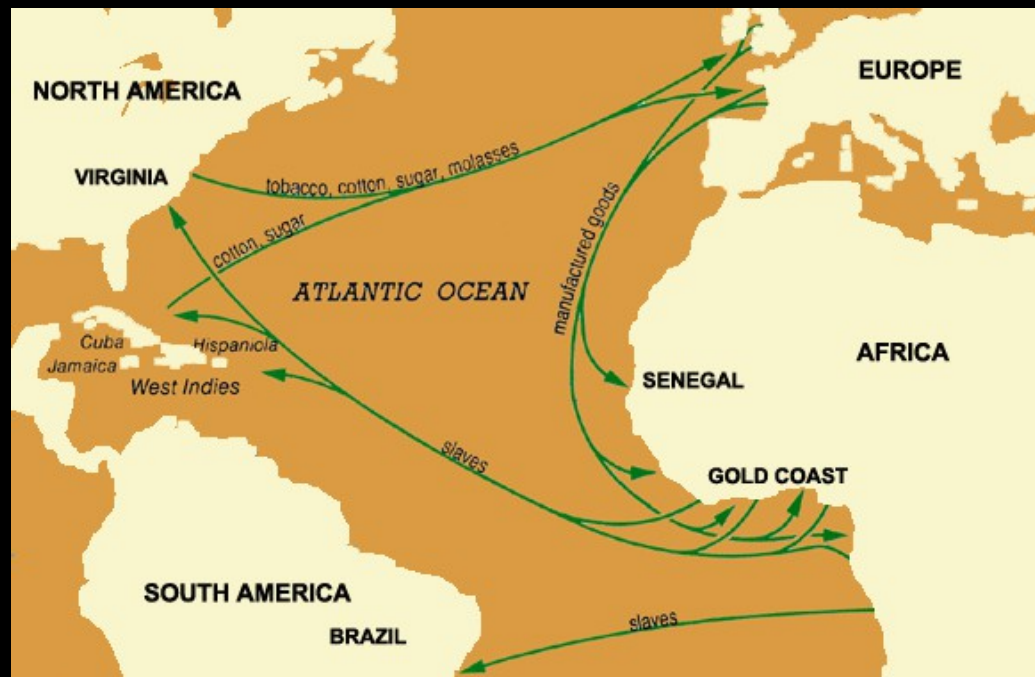 EUROPE
NORTH AMERICA
VIRGINIA
tobacco, cotton, sugar, molasses
cotton, sugar
manufactured goods
ATLANTIC OCEAN
Cuba
Hispaniola
Jamaica
West Indies
AFRICA
SENEGAL
slaves
GOLD COAST
SOUTH AMERICA
BRAZIL
slaves